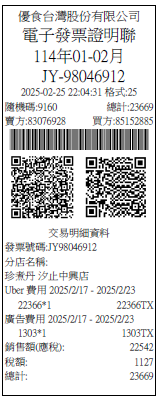 優食台灣股份有限公司
電子發票證明聯
114年01-02月
JY-98046912
2025-02-25 22:04:31 格式:25
隨機碼:9160 總計:23669
賣方:83076928 買方:85152885
交易明細資料
發票號碼:JY98046912
分店名稱:
珍煮丹 汐止中興店
Uber 費用 2025/2/17 - 2025/2/23
22366*1 22366TX
廣告費用 2025/2/17 - 2025/2/23
1303*1 1303TX
銷售額(應稅): 22542
稅額: 1127
總計: 23669